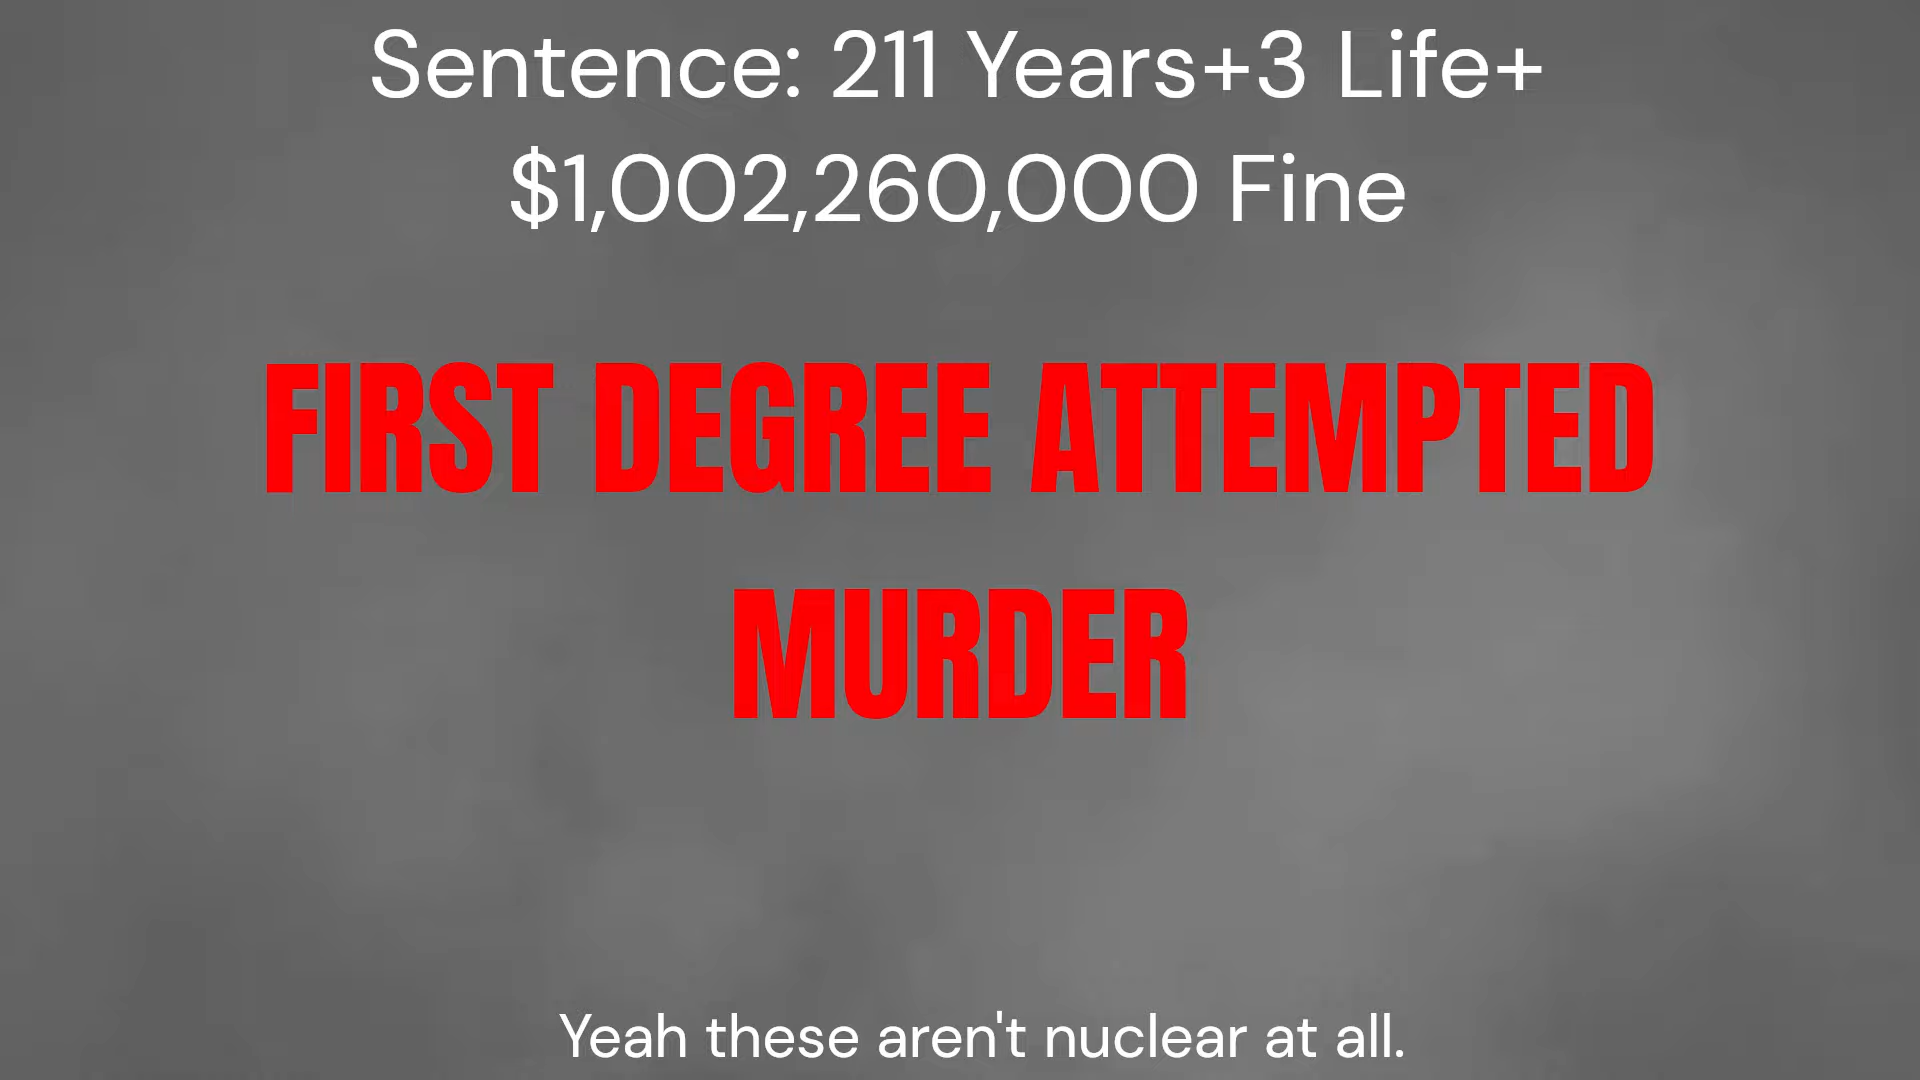 Sentence: 211 Years+3 Life+
$1,002,260,000 Fine
FIRST DEGREE ATTEMPTED
MURDER
Yeah these aren't nuclear at all.